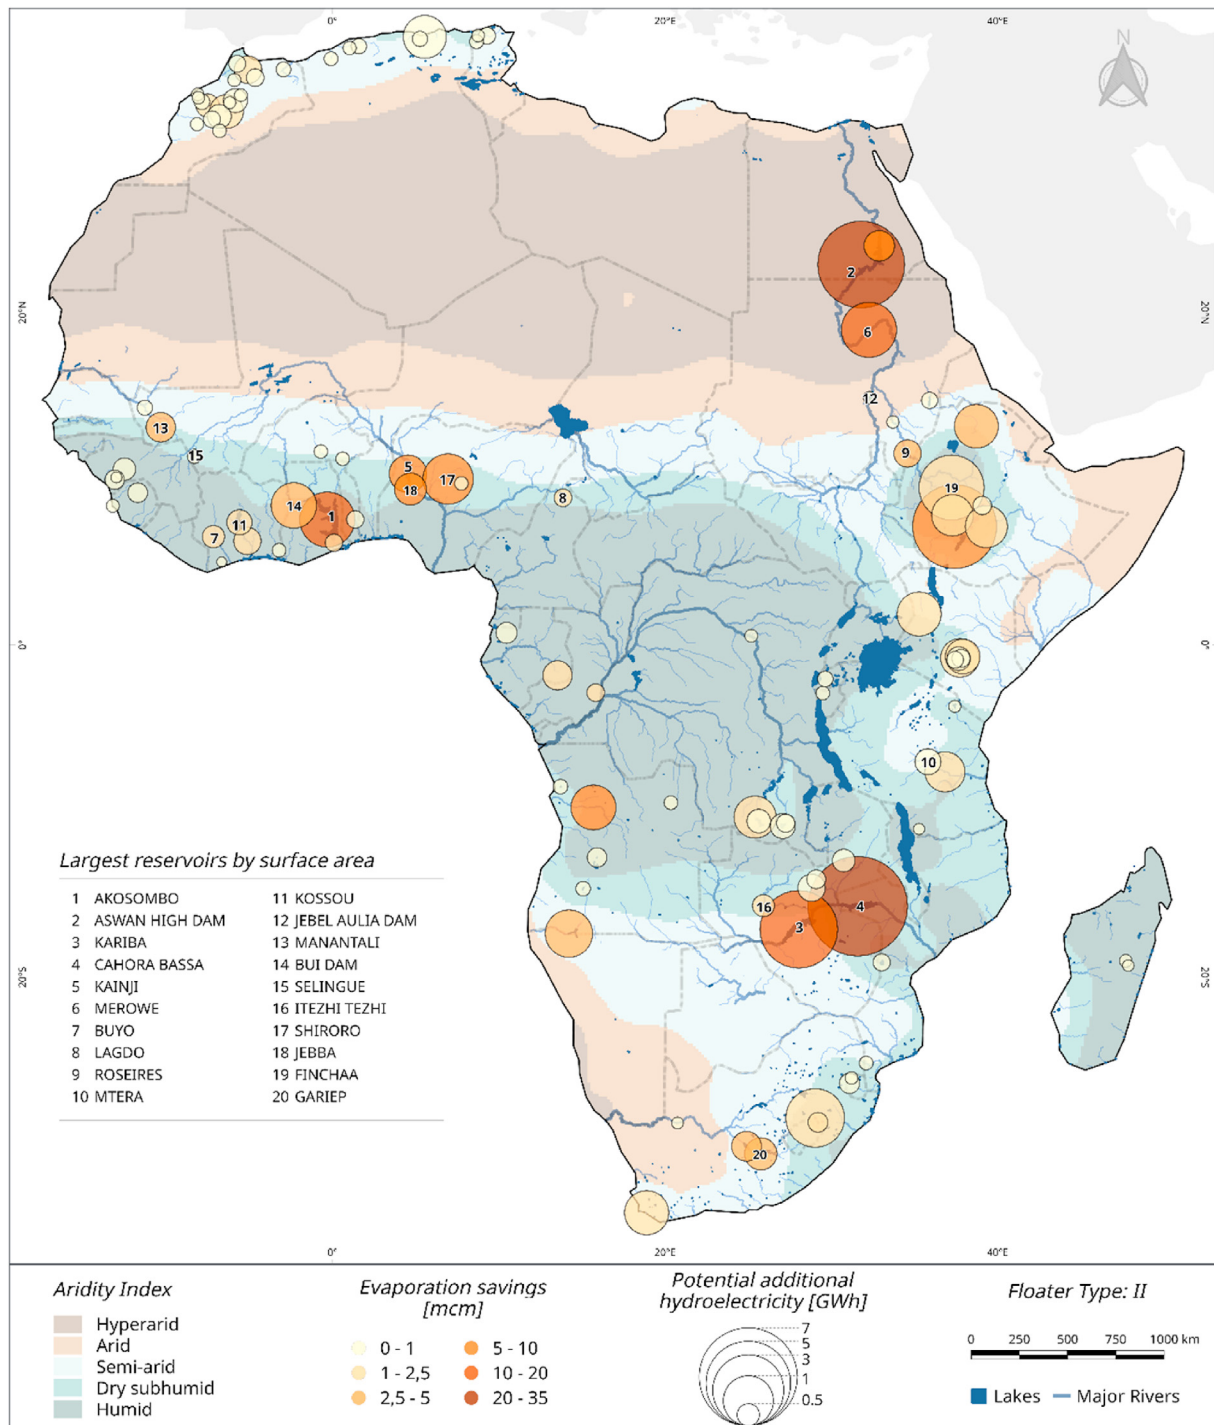 0°
20°E
40°E
N
20°N
20°N
2
6
12
13
15
5
18
17
9
19
8
14
1
11
7
0°
0°
10
16
4
3
20°S
20°S
20
Largest reservoirs by surface area
1 AKOSOMBO 11 KOSSOU
2 ASWAN HIGH DAM 12 JEBEL AULIA DAM
3 KARIBA 13 MANANTALI
4 CAHORA BASSA 14 BUI DAM
5 KAINJI 15 SELINGUE
6 MEROWE 16 ITEZHI TEZHI
7 BUYO 17 SHIRORO
8 LAGDO 18 JEBBA
9 ROSEIRES 19 FINCHAA
10 MTERA 20 GARIEP
0°
20°E
40°E
Aridity Index
Hyperarid
Arid
Semi-arid
Dry subhumid
Humid
Evaporation savings
[mcm]
0 - 1
1 - 2,5
2,5 - 5
5 - 10
10 - 20
20 - 35
Potential additional
hydroelectricity [GWh]
7
5
3
1
0.5
Floater Type: II
0 250 500 750 1000 km
Lakes
Major Rivers